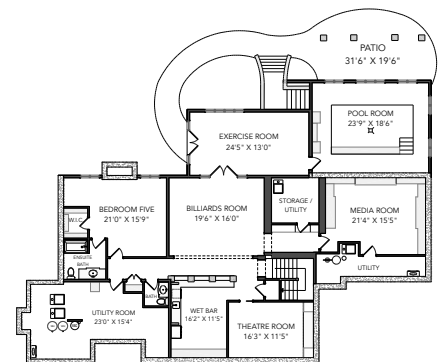 PATIO
31'6" X 19'6"
POOL ROOM
23'9" X 18'6"
EXERCISE ROOM
24'5" X 13'0"
BEDROOM FIVE
21'0" X 15'9"
BILLIARDS ROOM
19'6" X 16'0"
STORAGE /
UTILITY
MEDIA ROOM
21'4" X 15'5"
W.I.C
ENSUITE
BATH
UTILITY
BATH
UTILITY ROOM
23'0" X 15'4"
WET BAR
16'2" X 11'5"
THEATRE ROOM
16'3" X 11'5"